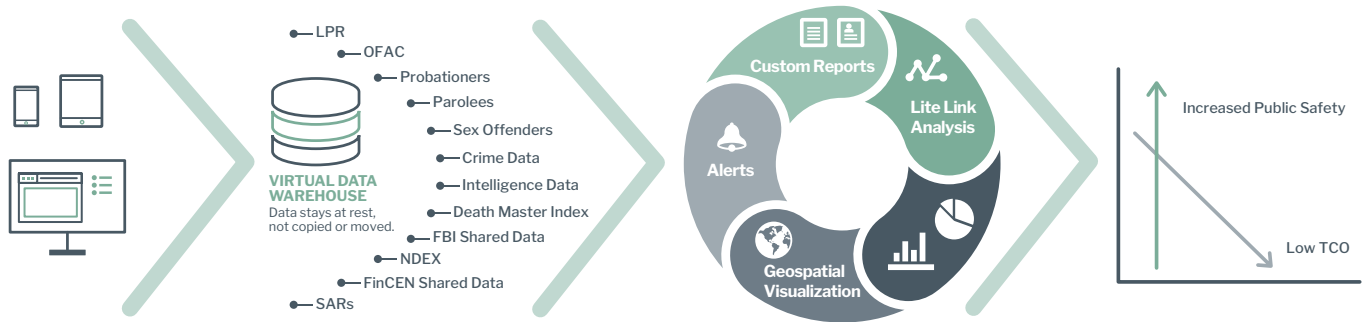 LPR
OFAC
Probationers
Parolees
Sex Offenders
Crime Data
Intelligence Data
Death Master Index
FBI Shared Data
NDEX
FinCEN Shared Data
SARs
VIRTUAL DATA
WAREHOUSE
Data stays at rest,
not copied or moved.
Custom Reports
Lite Link
Analysis
Alerts
Geospatial
Visualization
Increased Public Safety
Low TCO